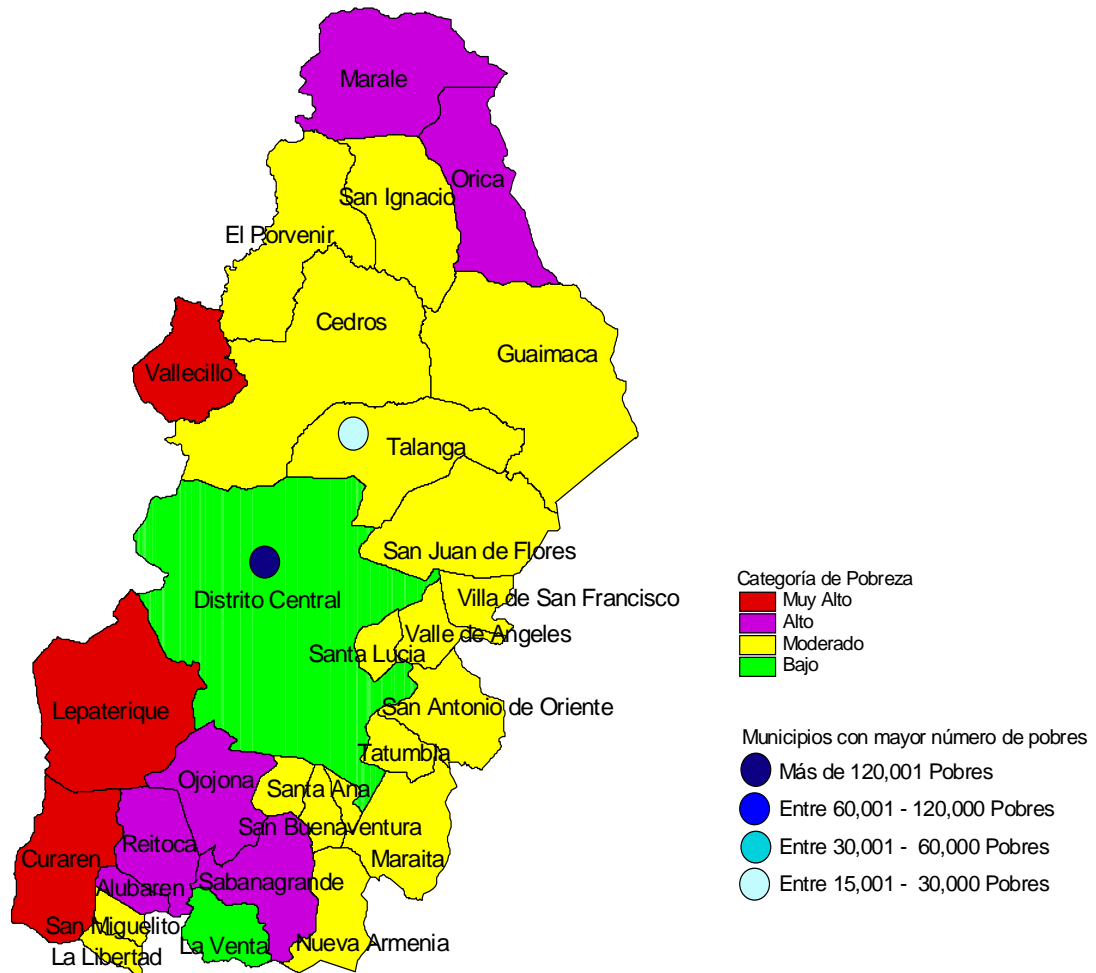 Marale
Orica
San Ignacio
El Porvenir
Cedros
Guaimaca
Vallecillo
Talanga
San Juan de Flores
Distrito Central
Villa de San Francisco
Valle de Angeles
Santa Lucia
San Antonio de Oriente
Lepaterique
Tatumbla
Ojojona
Santa Ana
San Buenaventura
Reitoca
Curaren
Maraita
Alubaren
Sabanagrande
San Miguelito
La Venta
Nueva Armenia
La Libertad
Categoría de Pobreza
Muy Alto
Alto
Moderado
Bajo
Municipios con mayor número de pobres
Más de 120,001 Pobres
Entre 60,001 - 120,000 Pobres
Entre 30,001 - 60,000 Pobres
Entre 15,001 - 30,000 Pobres